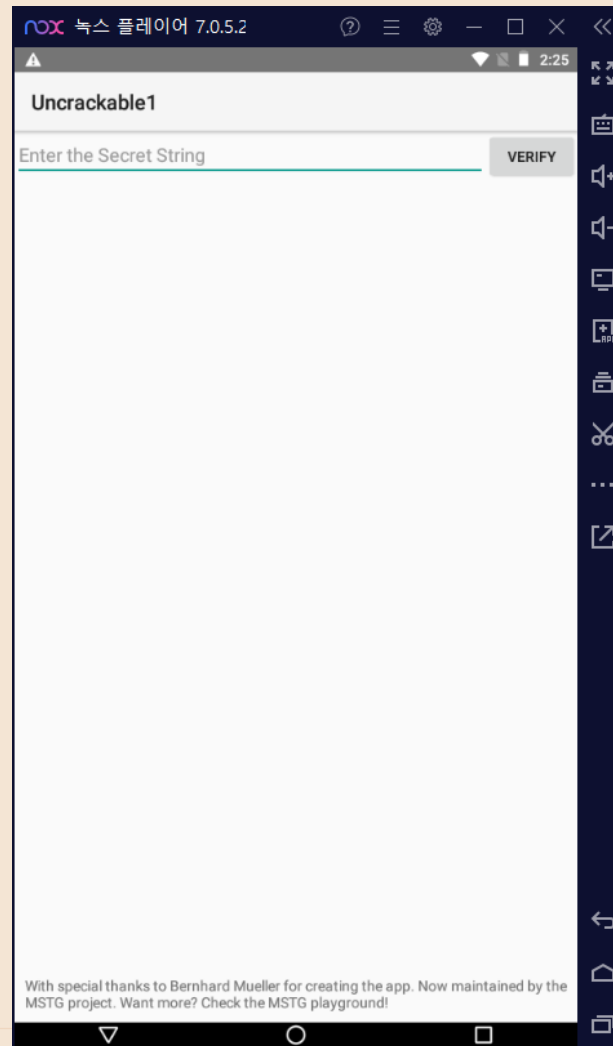 nox 녹스 플레이어 7.0.5.2
2:25
Uncrackable1
Enter the Secret String
VERIFY
With special thanks to Bernhard Mueller for creating the app. Now maintained by the
MSTG project. Want more? Check the MSTG playground!